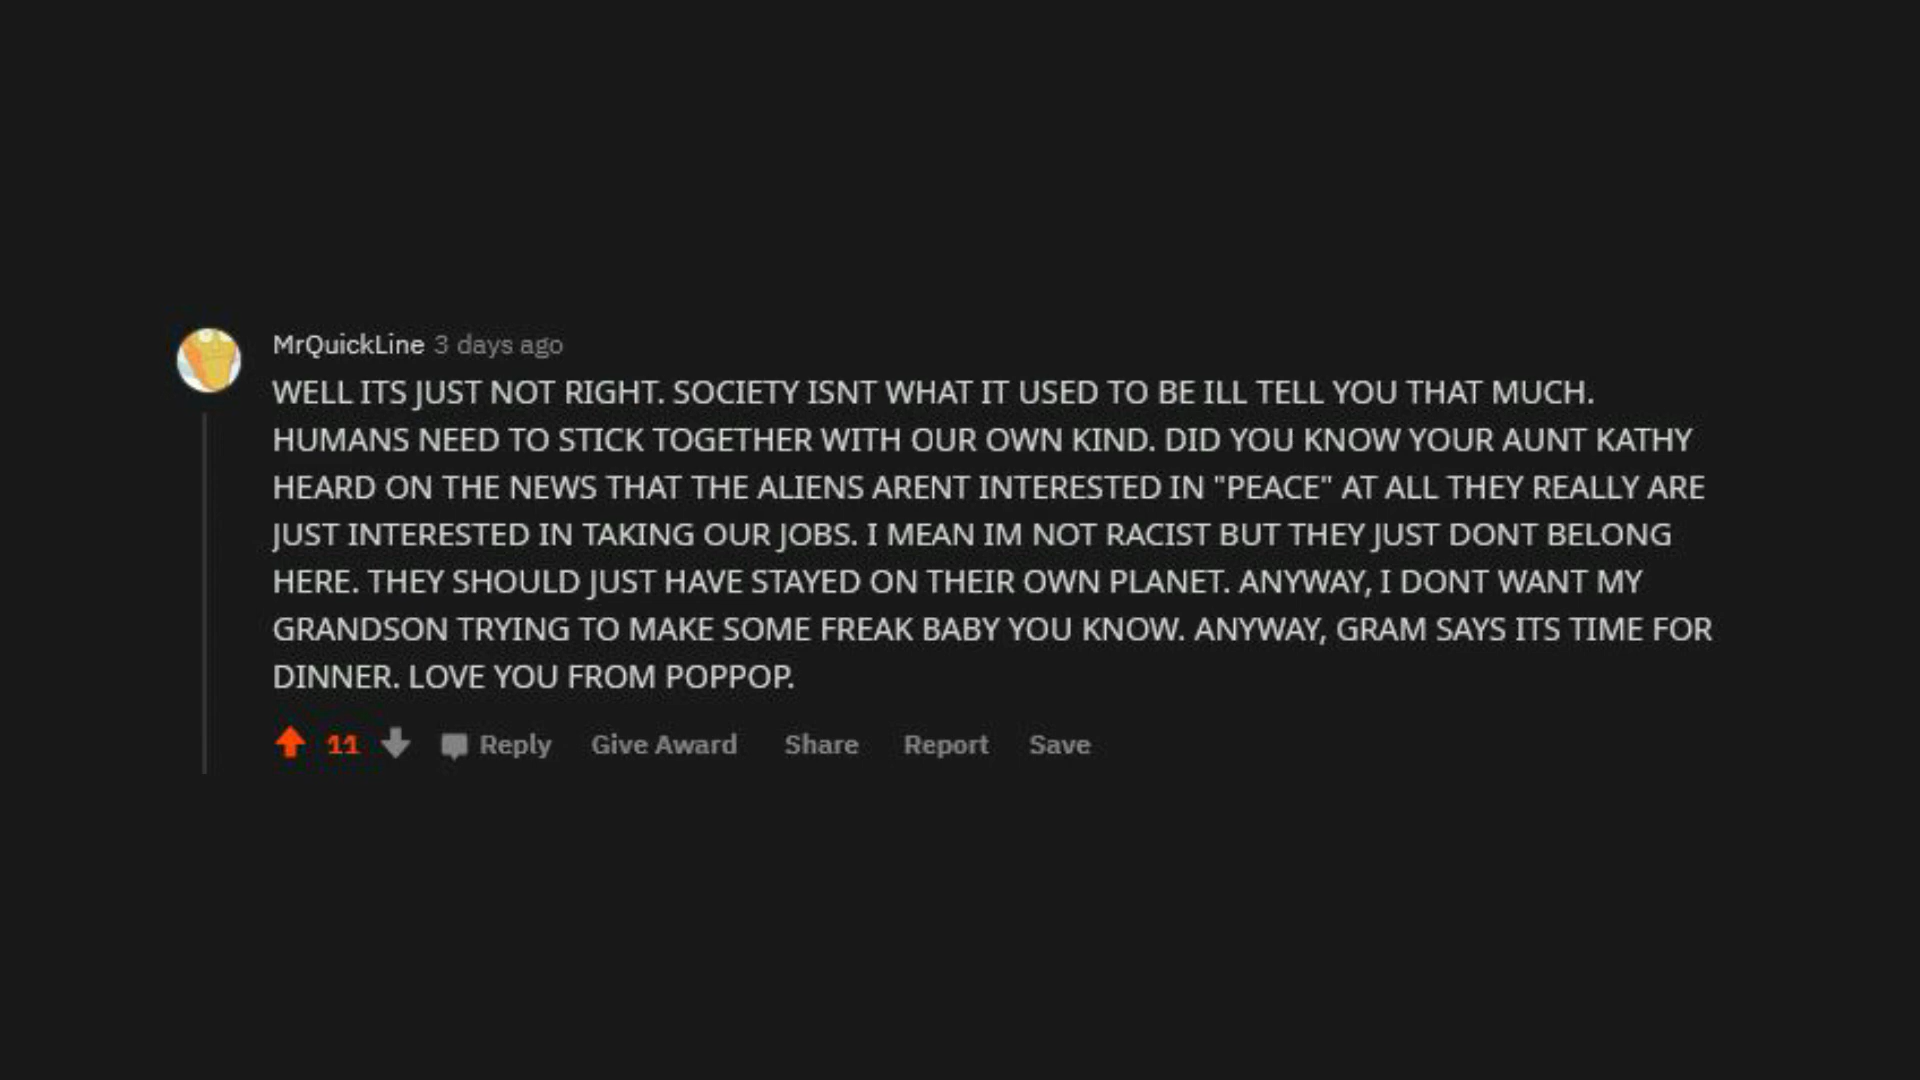 MrQuickLine 3 days ago
WELL ITS JUST NOT RIGHT. SOCIETY ISNT WHAT IT USED TO BE ILL TELL YOU THAT MUCH.
HUMANS NEED TO STICK TOGETHER WITH OUR OWN KIND. DID YOU KNOW YOUR AUNT KATHY
HEARD ON THE NEWS THAT THE ALIENS ARENT INTERESTED IN "PEACE" AT ALL THEY REALLY ARE
JUST INTERESTED IN TAKING OUR JOBS. I MEAN IM NOT RACIST BUT THEY JUST DONT BELONG
HERE. THEY SHOULD JUST HAVE STAYED ON THEIR OWN PLANET. ANYWAY, I DONT WANT MY
GRANDSON TRYING TO MAKE SOME FREAK BABY YOU KNOW. ANYWAY, GRAM SAYS ITS TIME FOR
DINNER. LOVE YOU FROM POPPOP.
11 Reply Give Award Share Report Save